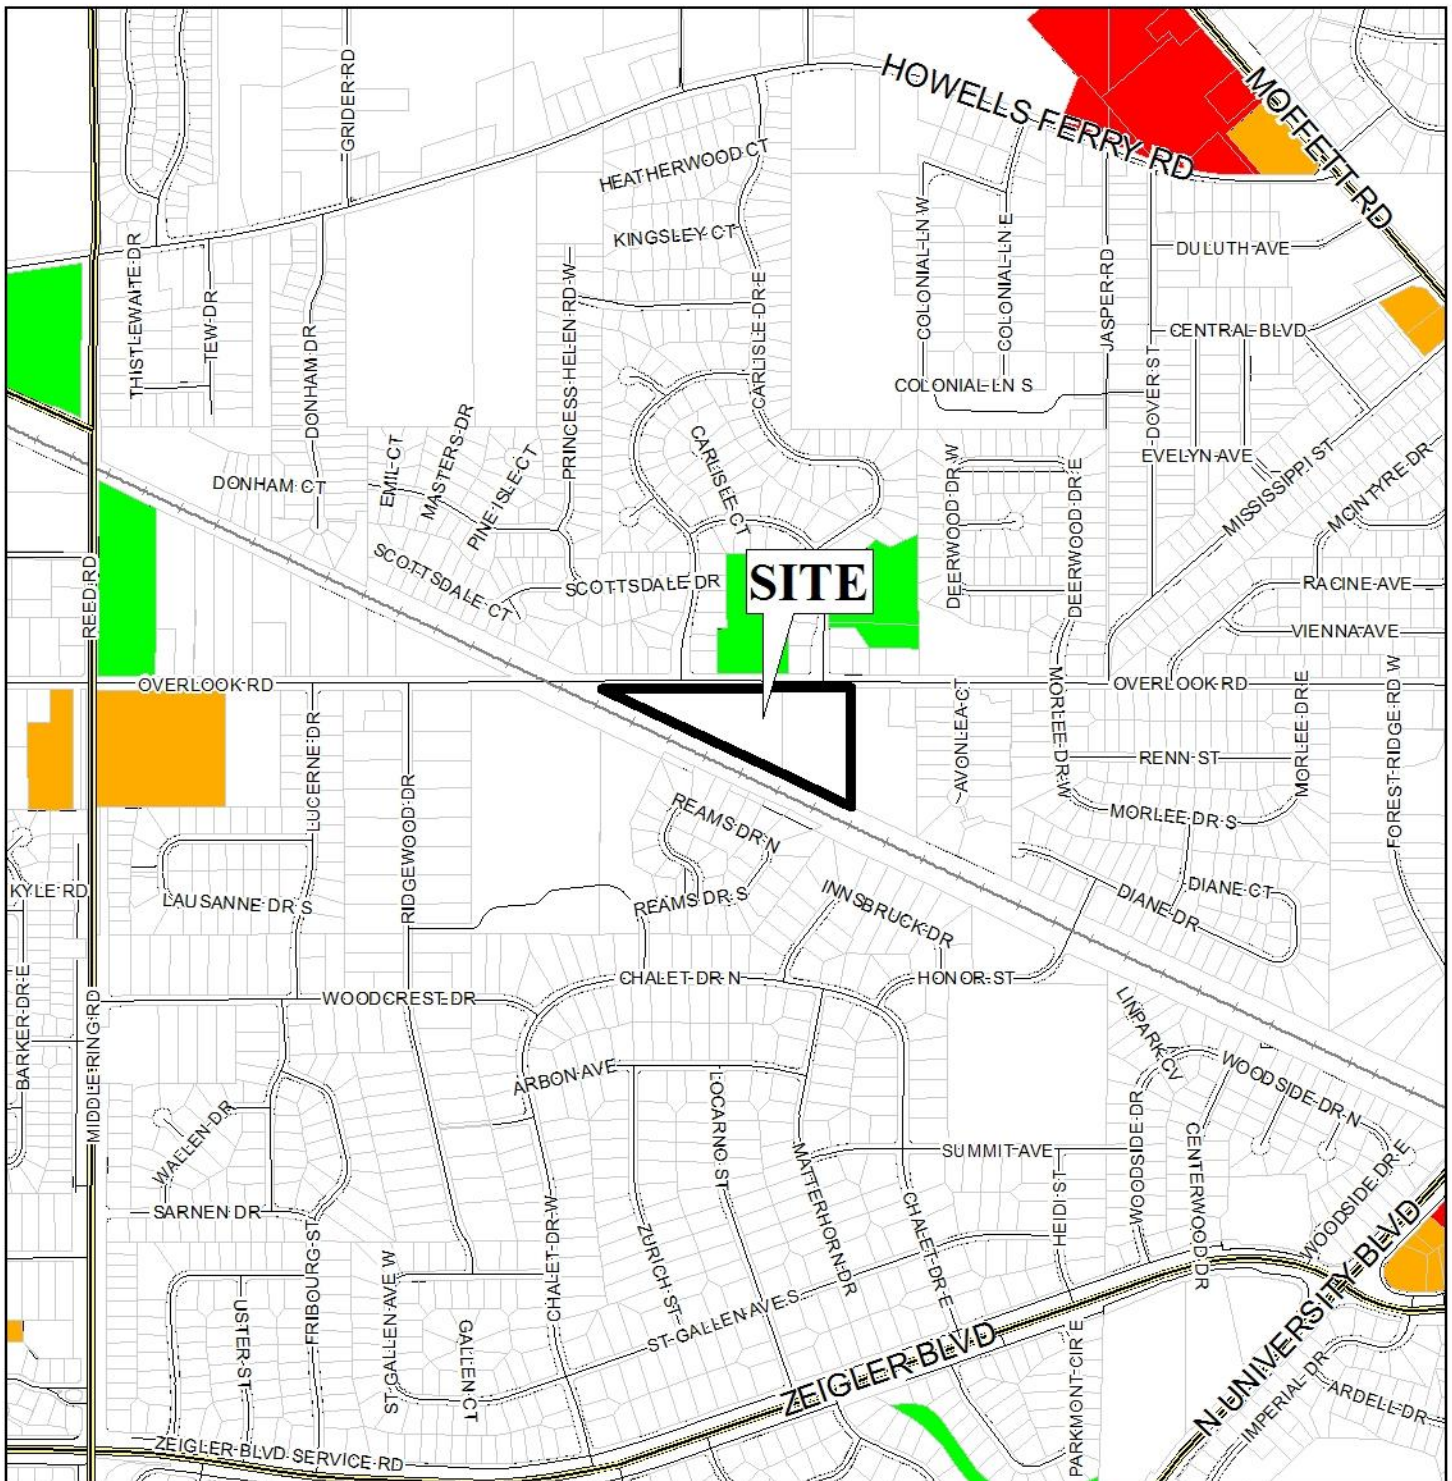 HOWELLS FERRY RD
MOFFETT RD
GRIDER RD
HEATHERWOOD CT
KINGSLEY CT
THISTLEWAITE DR
TEW DR
DONHAM DR
PRINCESS HELEN RD W
CARLISLE DR E
COLONIAL LN W
COLONIAL LN E
JASPER RD
DULUTH AVE
CENTRAL BLVD
DOVER ST
COLONIAL LN S
EVELYN AVE
MISSISSIPPI ST
MCINTYRE DR
DONHAM CT
EMIL CT
MASTERS DR
PINE ISLE CT
CARLISLE CT
DEERWOOD DR W
DEERWOOD DR E
SCOTTSDALE CT
SCOTTSDALE DR
SITE
RACINE AVE
VIENNA AVE
REED RD
OVERLOOK RD
OVERLOOK RD
LUCERNE DR
RIDGEWOOD DR
AVONLEA CT
MORLEE DR W
RENN ST
MORLEE DR E
FOREST RIDGE RD W
MORLEE DR S
REAMS DR N
REAMS DR S
KYLE RD
LAUSANNE DR S
INNSBRUCK DR
DIANE CT
DIANE DR
BARKER DR E
MIDDLE RING RD
WOODCREST DR
CHALET DR N
HONOR ST
LINPARK CV
WOODSIDE DR N
ARBON AVE
LOCARNO ST
WALLEN DR
MATTERHORN DR
SUMMIT AVE
WOODSIDE DR
CENTERWOOD DR
WOODSIDE DR E
SARNEN DR
FRIBOURG ST
CHALET DR W
ZURICH ST
CHALET DR E
HEIDI ST
N UNIVERSITY BLVD
USTER ST
ST GALLEN AVE W
GALLEN CT
ST GALLEN AVE S
ZEIGLER BLVD
PARKMONT CIR E
IMPERIAL DR
ARDELL DR
ZEIGLER BLVD SERVICE RD